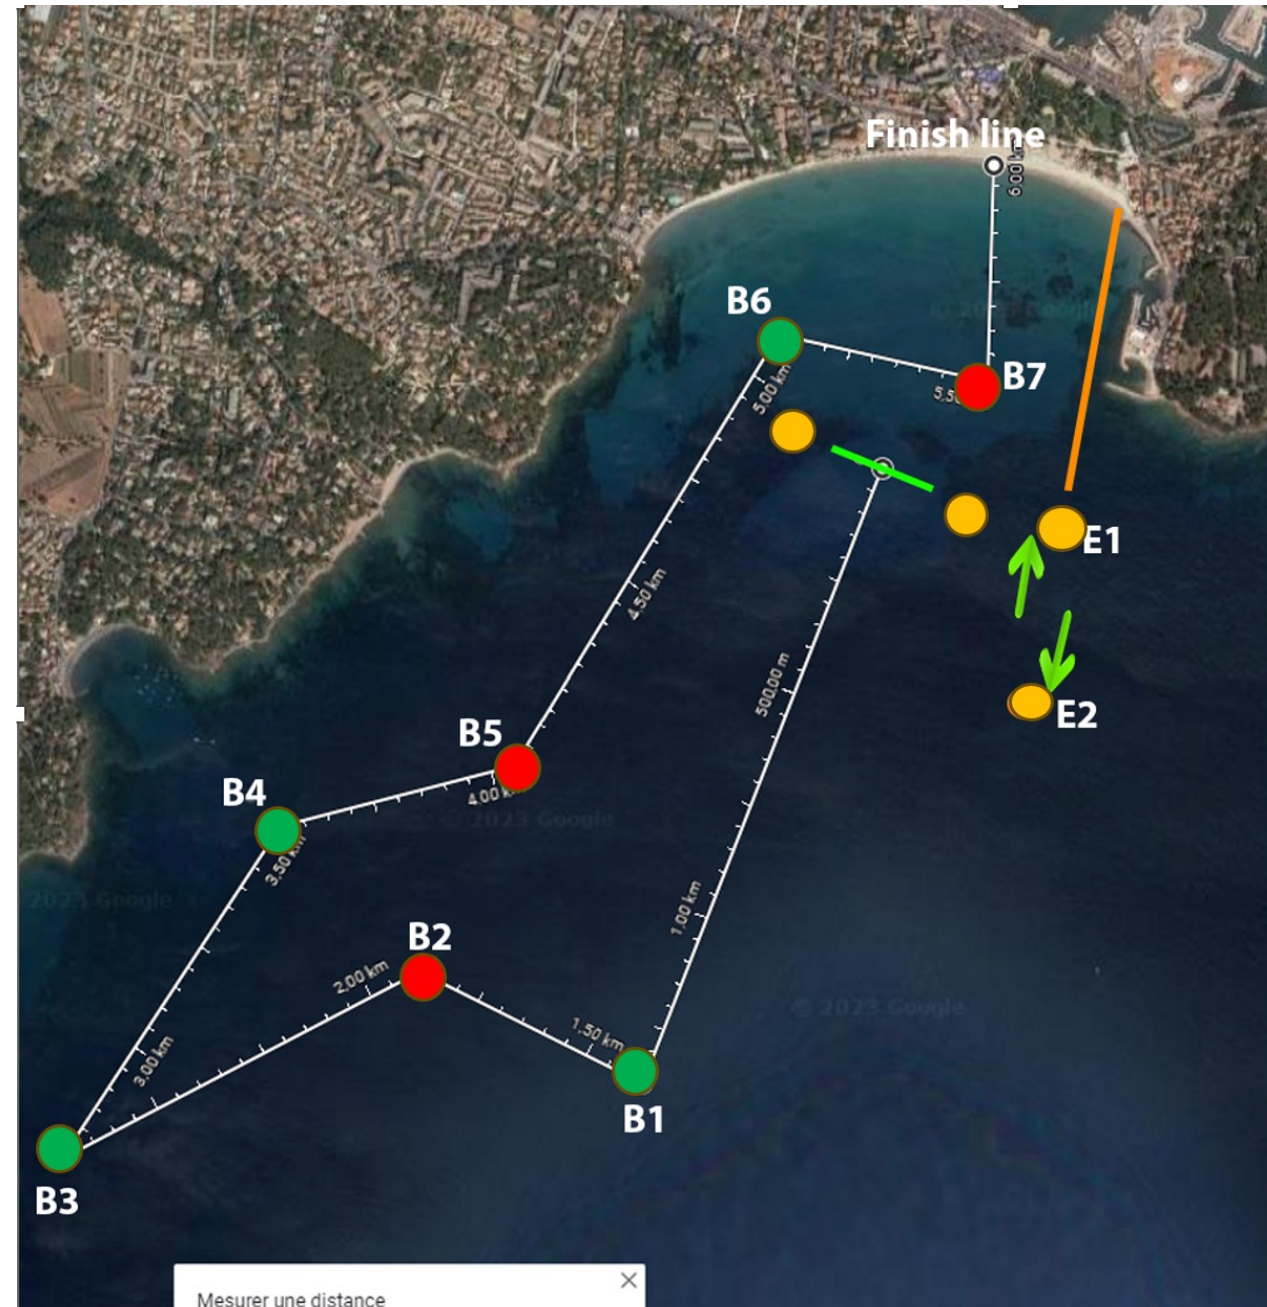 Finish line
6.00 km
B6
B7
5,00 km
5,5
E1
4,50 km
500,00 m
E2
B5
B4
4,00 k
© 2023 Google
3,50 km
2023 Google
1,00 km
B2
2,00 km
© 2023 Google
1,50 km
3,00 km
B1
B3
Mesurer une distance